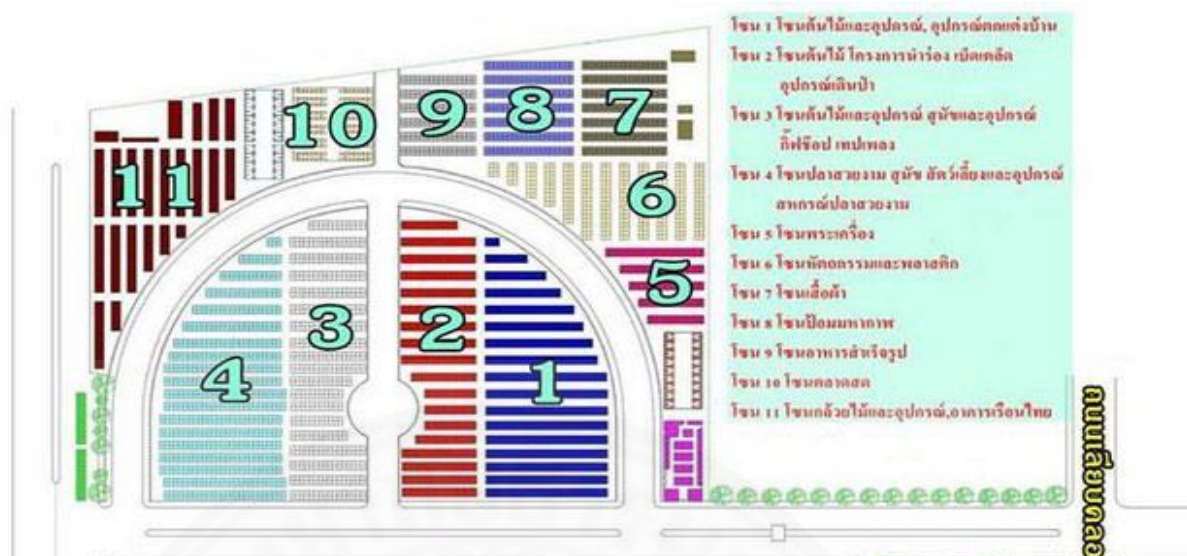 โซน 1 โซนต้นไม้และอุปกรณ์, อุปกรณ์ตกแต่งบ้าน
โซน 2 โซนต้นไม้ โครงการนำร่อง เบ็ดเตล็ด
อุปกรณ์เดินป่า
โซน 3 โซนต้นไม้และอุปกรณ์ สุนัขและอุปกรณ์
กิ๊ฟช๊อป เทปเพลง
โซน 4 โซนปลาสวยงาม สุนัข สัตว์เลี้ยงและอุปกรณ์
สหกรณ์ปลาสวยงาม
โซน 5 โซนพระเครื่อง
โซน 6 โซนหัตถกรรมและพลาสติก
โซน 7 โซนเสื้อผ้า
โซน 8 โซนป้อมมหากาฬ
โซน 9 โซนอาหารสำเร็จรูป
โซน 10 โซนตลาดสด
โซน 11 โซนกล้วยไม้และอุปกรณ์,อาคารเรือนไทย
11
10
9
8
7
6
5
4
3
2
1
ถนนเลียบคลอ